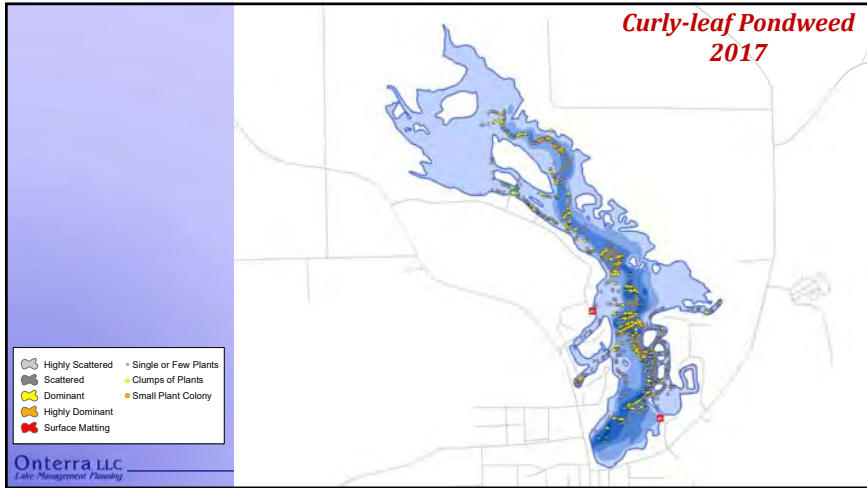 Curly-leaf Pondweed
2017
Highly Scattered
Scattered
Dominant
Highly Dominant
Surface Matting
Single or Few Plants
Clumps of Plants
Small Plant Colony
Onterra LLC
Lake Management Planning